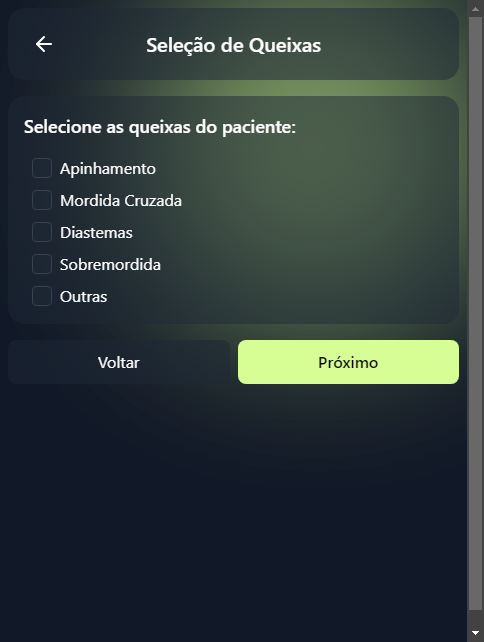 Seleção de Queixas
Selecione as queixas do paciente:
Apinhamento
Mordida Cruzada
Diastemas
Sobremordida
Outras
Voltar
Próximo